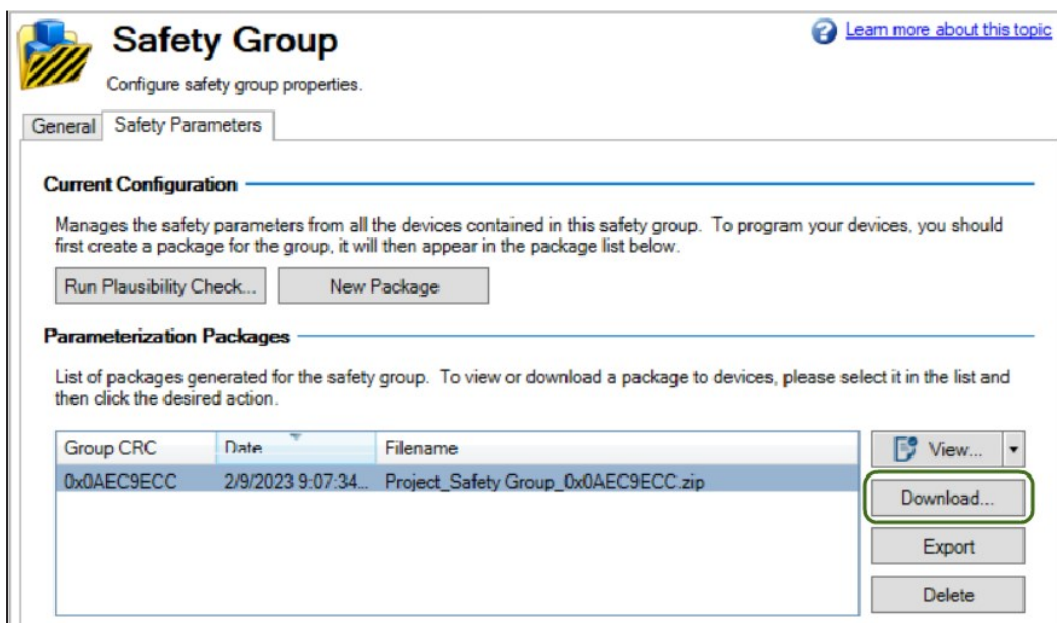 Safety Group
Learn more about this topic
Configure safety group properties.
General
Safety Parameters
Current Configuration
Manages the safety parameters from all the devices contained in this safety group. To program your devices, you should
first create a package for the group, it will then appear in the package list below.
Run Plausibility Check...
New Package
Parameterization Packages
List of packages generated for the safety group. To view or download a package to devices, please select it in the list and
then click the desired action.
Group CRC Date Filename
0x0AEC9ECC 2/9/2023 9:07:34... Project_Safety Group_0x0AEC9ECC.zip
View...
Download...
Export
Delete